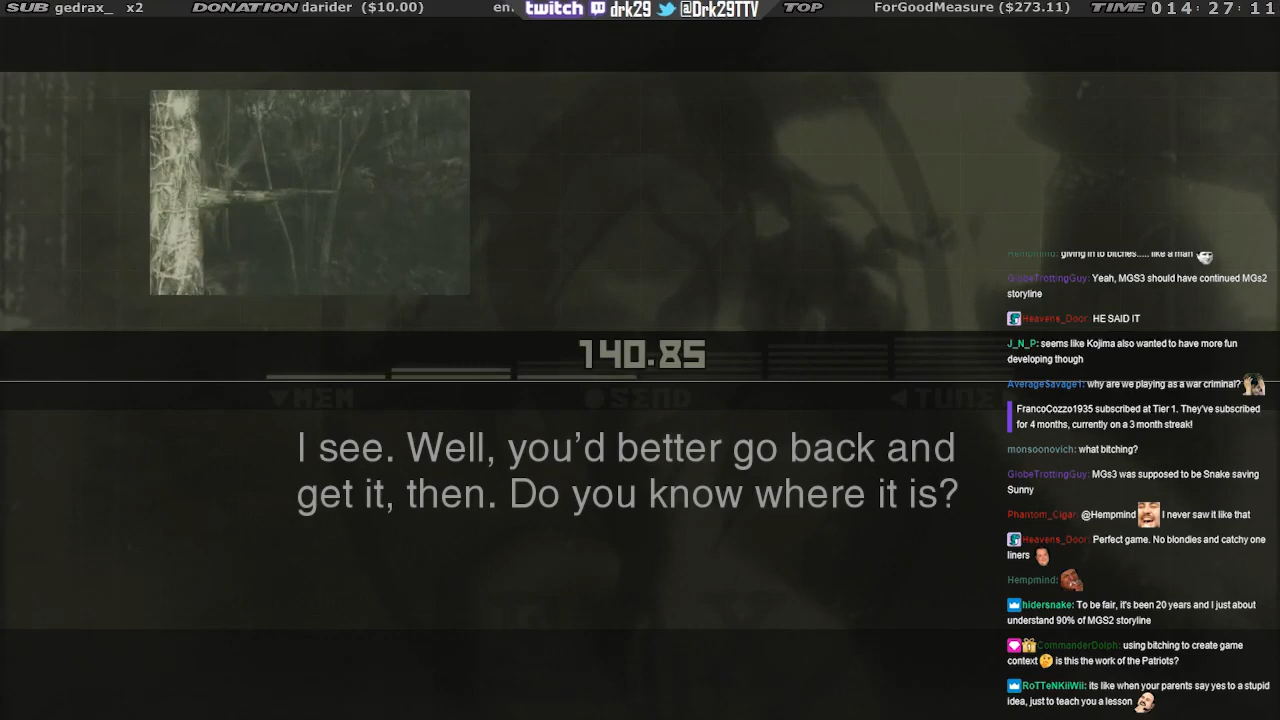 SUB gedrax_ x2 DONATION darider ($10.00) en. twitch drk29 @Drk29TTV TOP ForGoodMeasure ($273.11) TIME 014:27:11
Hempmind: giving in to bitches..... like a man
GlobeTrottingGuy: Yeah, MGS3 should have continued MGs2
storyline
Heavens_Door: HE SAID IT
J_N_P: seems like Kojima also wanted to have more fun
developing though
AverageSavage1: why are we playing as a war criminal?
FrancoCozzo1935 subscribed at Tier 1. They've subscribed
for 4 months, currently on a 3 month streak!
monsoonovich: what bitching?
GlobeTrottingGuy: MGs3 was supposed to be Snake saving
Sunny
Phantom_Cigar: @Hempmind I never saw it like that
Heavens_Door: Perfect game. No blondies and catchy one
liners
Hempmind:
hidersnake: To be fair, it's been 20 years and I just about
understand 90% of MGS2 storyline
CommanderDolph: using bitching to create game
context is this the work of the Patriots?
RoTTeNKiiWiI: its like when your parents say yes to a stupid
idea, just to teach you a lesson
140.85
MEM SEND TUNE
I see. Well, you'd better go back and
get it, then. Do you know where it is?